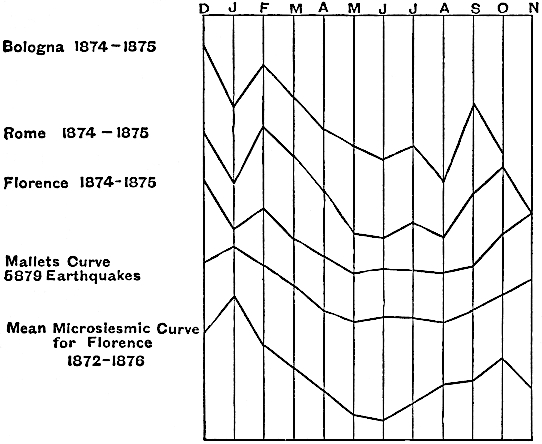 D J F M A M J J A S O N
Bologna 1874-1875
Rome 1874-1875
Florence 1874-1875
Mallets Curve
5879 Earthquakes
Mean Microsiesmic Curve
for Florence
1872-1876